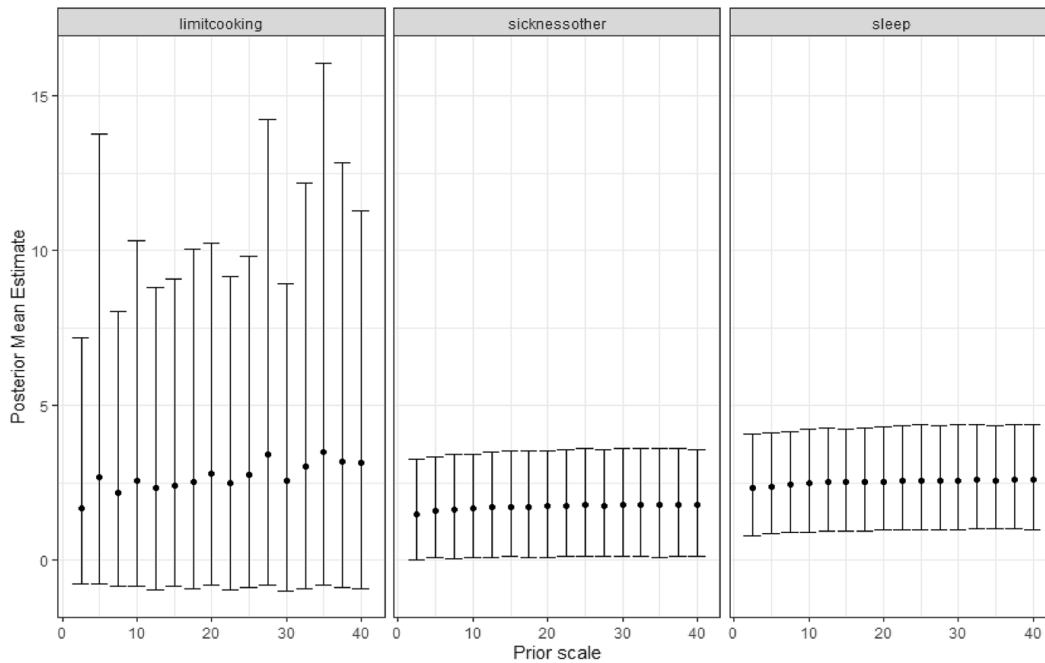 limitcooking sicknessother sleep
Posterior Mean Estimate
15
10
5
0
0 10 20 30 40 0 10 20 30 40 0 10 20 30 40
Prior scale